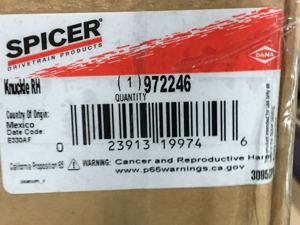 SPICER®
DRIVETRAIN PRODUCTS
DANA
Knuckle RH
(1) 972246
QUANTITY
Country Of Origin:
Mexico
Date Code:
E330AF
0 23913 19974 6
California Proposition 65 ⚠ WARNING: Cancer and Reproductive Harm
www.p65warnings.ca.gov